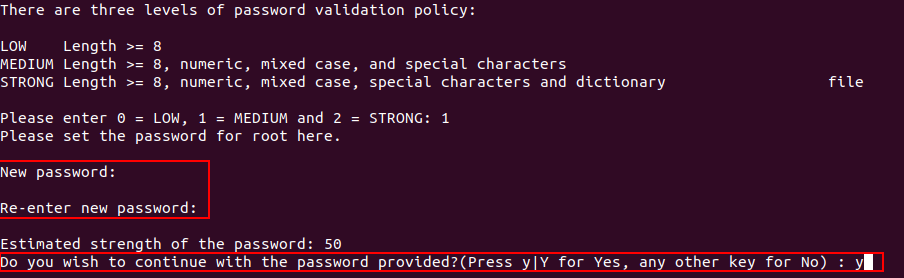 There are three levels of password validation policy:
LOW    Length >= 8
MEDIUM Length >= 8, numeric, mixed case, and special characters
STRONG Length >= 8, numeric, mixed case, special characters and dictionary                  file
Please enter 0 = LOW, 1 = MEDIUM and 2 = STRONG: 1
Please set the password for root here.
New password:
Re-enter new password:
Estimated strength of the password: 50
Do you wish to continue with the password provided?(Press y|Y for Yes, any other key for No) : y